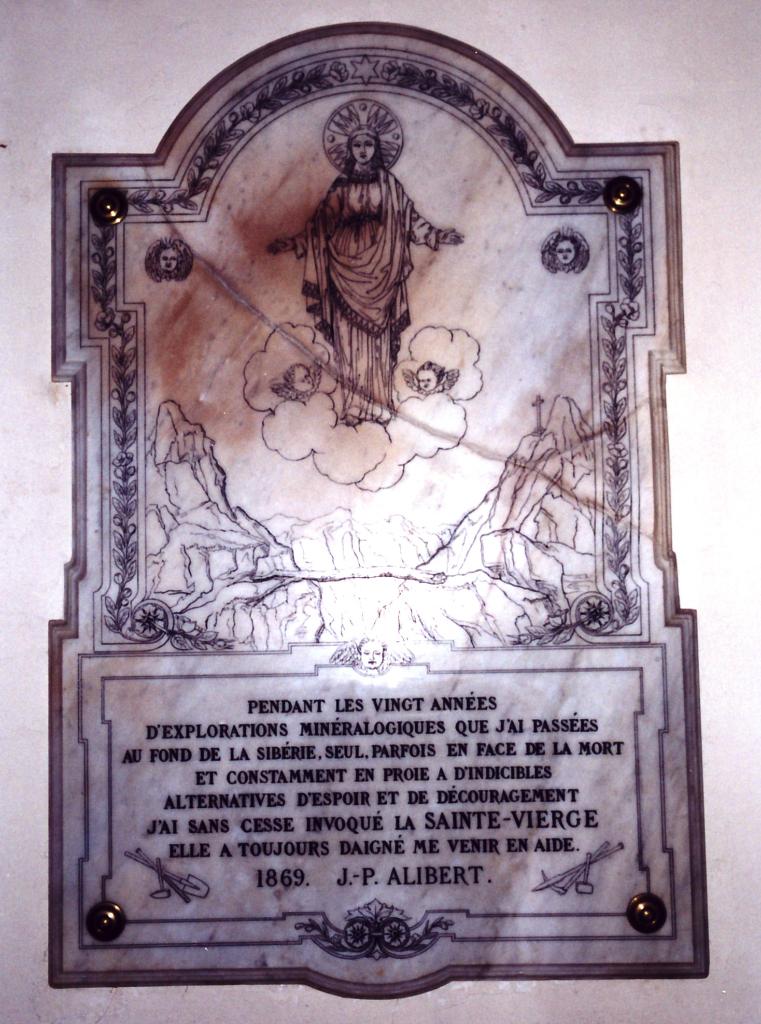 PENDANT LES VINGT ANNÉES
D'EXPLORATIONS MINÉRALOGIQUES QUE J'AI PASSÉES
AU FOND DE LA SIBÉRIE, SEUL, PARFOIS EN FACE DE LA MORT
ET CONSTAMMENT EN PROIE A D'INDICIBLES
ALTERNATIVES D'ESPOIR ET DE DÉCOURAGEMENT
J'AI SANS CESSE INVOQUÉ LA SAINTE-VIERGE
ELLE A TOUJOURS DAIGNÉ ME VENIR EN AIDE.
1869. J.-P. ALIBERT.